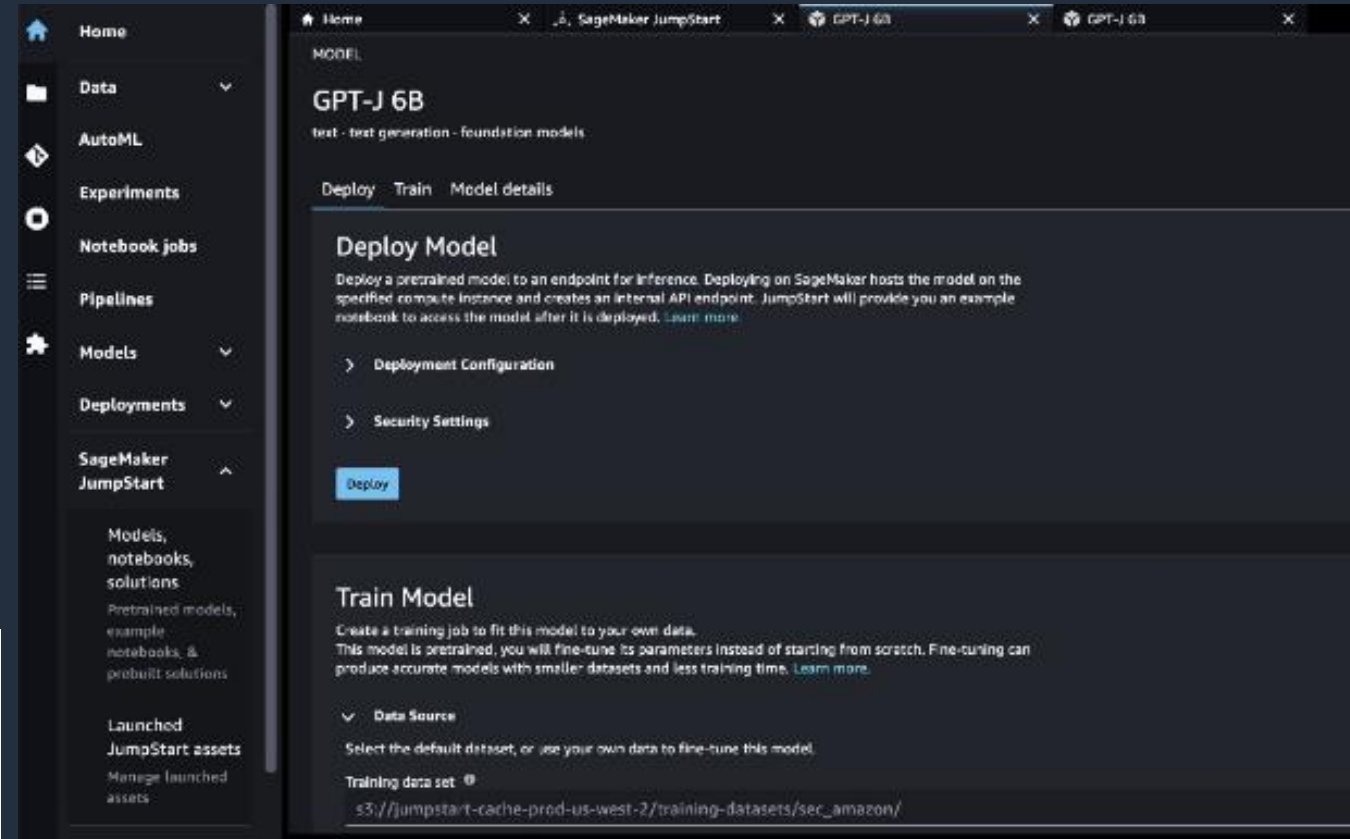 Home
Data
AutoML
Experiments
Notebook jobs
Pipelines
Models
Deployments
SageMaker
JumpStart
Models,
notebooks,
solutions
Pretrained models,
example
notebooks, &
prebuilt solutions
Launched
JumpStart assets
Manage launched
assets
Home SageMaker JumpStart GPT-J 6B GPT-J 6B
MODEL
GPT-J 6B
text · text generation · foundation models
Deploy Train Model details
Deploy Model
Deploy a pretrained model to an endpoint for inference. Deploying on SageMaker hosts the model on the
specified compute instance and creates an internal API endpoint. JumpStart will provide you an example
notebook to access the model after it is deployed. Learn more
Deployment Configuration
Security Settings
Deploy
Train Model
Create a training job to fit this model to your own data.
This model is pretrained, you will fine-tune its parameters instead of starting from scratch. Fine-tuning can
produce accurate models with smaller datasets and less training time. Learn more.
Data Source
Select the default dataset, or use your own data to fine-tune this model.
Training data set
s3://jumpstart-cache-prod-us-west-2/training-datasets/sec_amazon/